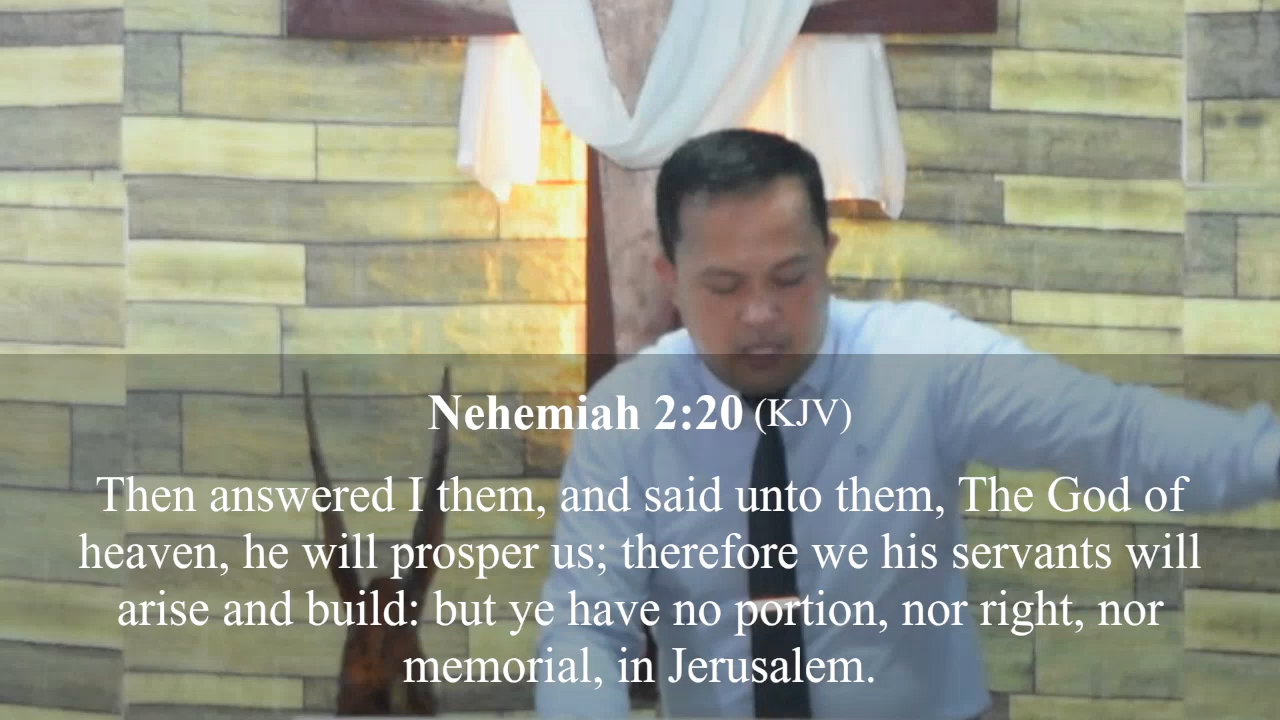 Nehemiah 2:20 (KJV)
Then answered I them, and said unto them, The God of
heaven, he will prosper us; therefore we his servants will
arise and build: but ye have no portion, nor right, nor
memorial, in Jerusalem.